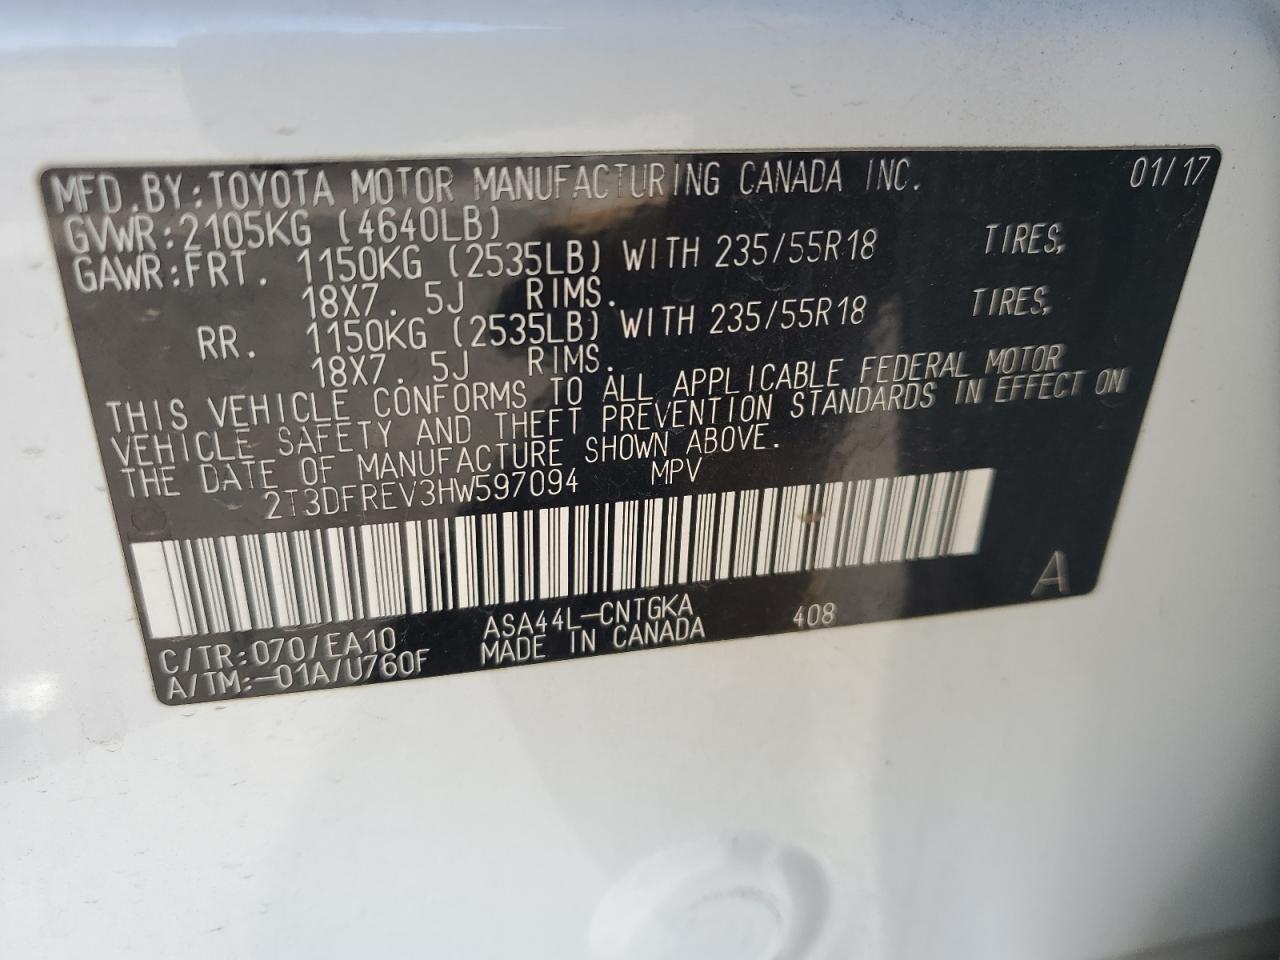 MFD.BY:TOYOTA MOTOR MANUFACTURING CANADA INC. 01/17
GVWR:2105KG (4640LB)
GAWR:FRT. 1150KG (2535LB) WITH 235/55R18 TIRES,
18X7. 5J RIMS.
RR. 1150KG (2535LB) WITH 235/55R18 TIRES,
18X7. 5J RIMS.
THIS VEHICLE CONFORMS TO ALL APPLICABLE FEDERAL MOTOR
VEHICLE SAFETY AND THEFT PREVENTION STANDARDS IN EFFECT ON
THE DATE OF MANUFACTURE SHOWN ABOVE.
2T3DFREV3HW597094 MPV
A
C/TR:070/EA10 ASA44L-CNTGKA 408
A/TM:-01A/U760F MADE IN CANADA